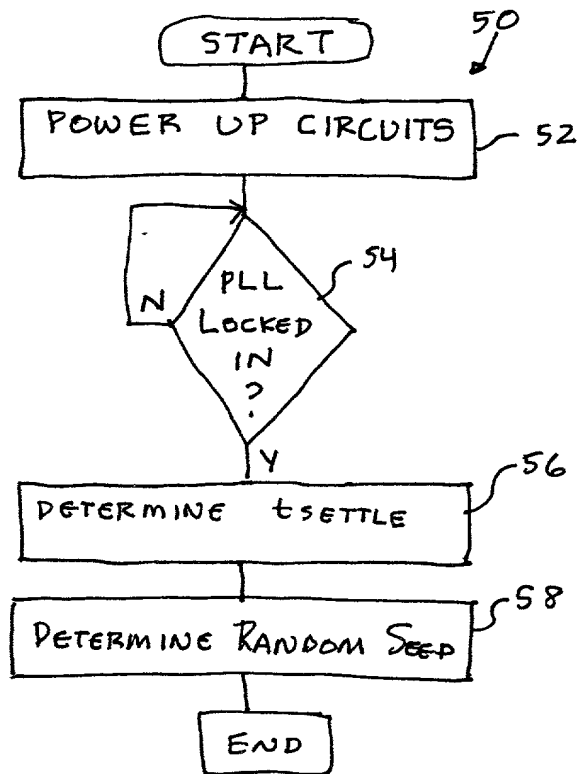 50
START
POWER UP CIRCUITS
52
54
PLL
LOCKED
IN
?
N
Y
56
DETERMINE tSETTLE
58
DETERMINE RANDOM SEED
END